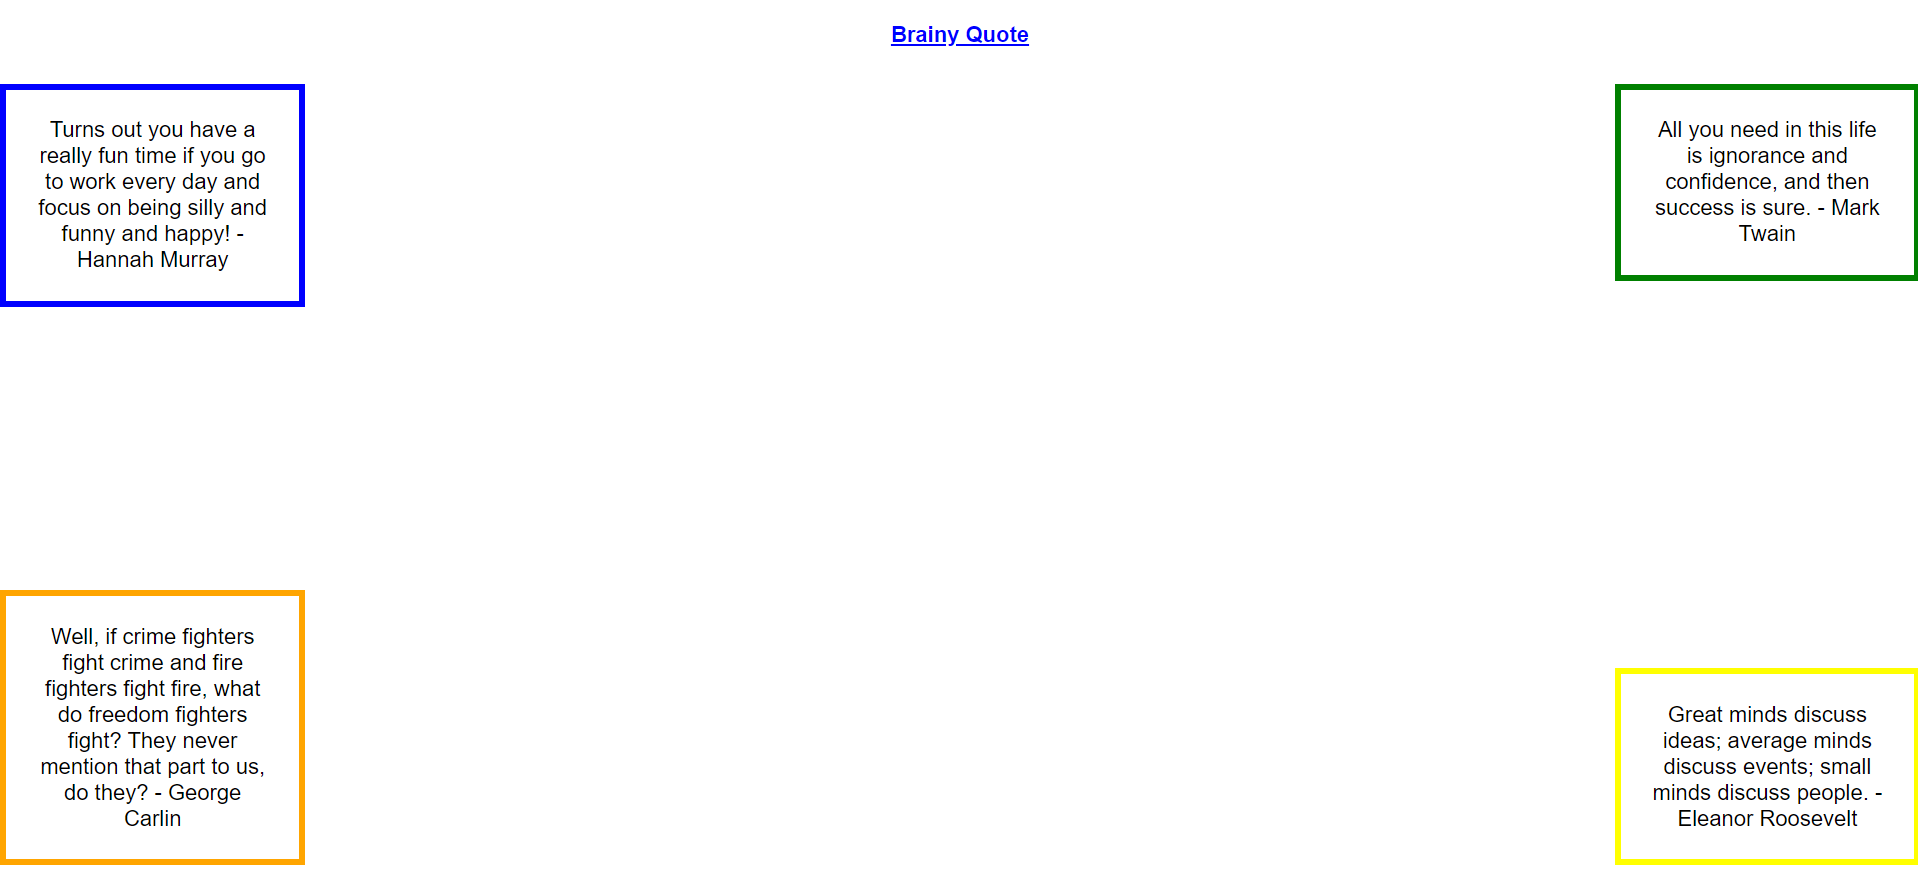 Brainy Quote
Turns out you have a
really fun time if you go
to work every day and
focus on being silly and
funny and happy! -
Hannah Murray
All you need in this life
is ignorance and
confidence, and then
success is sure. - Mark
Twain
Well, if crime fighters
fight crime and fire
fighters fight fire, what
do freedom fighters
fight? They never
mention that part to us,
do they? - George
Carlin
Great minds discuss
ideas; average minds
discuss events; small
minds discuss people. -
Eleanor Roosevelt